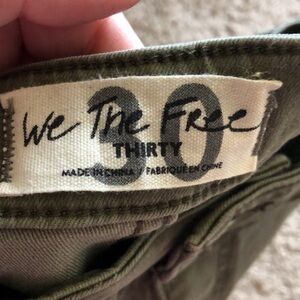 We The Free
30
THIRTY
MADE IN CHINA / FABRIQUÉ EN CHINE